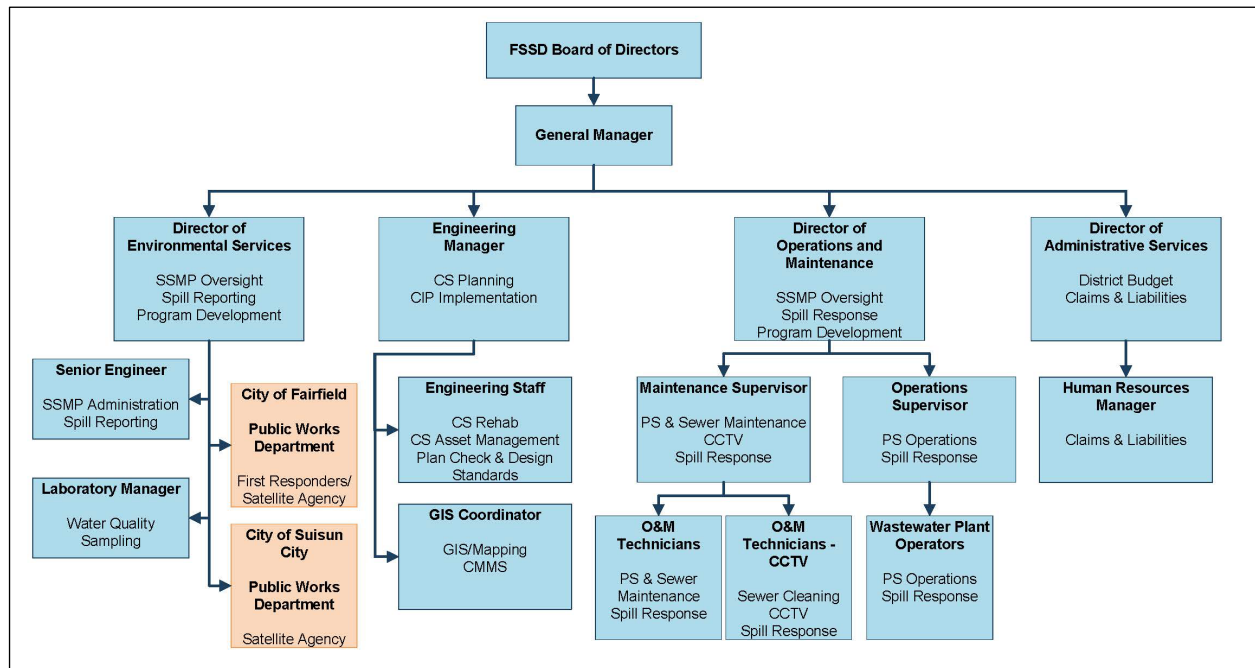 FSSD Board of Directors
General Manager
Director of
Environmental Services
SSMP Oversight
Spill Reporting
Program Development
Engineering
Manager
CS Planning
CIP Implementation
Director of
Operations and
Maintenance
SSMP Oversight
Spill Response
Program Development
Director of
Administrative Services
District Budget
Claims & Liabilities
Senior Engineer
SSMP Administration
Spill Reporting
City of Fairfield
Public Works
Department
First Responders/
Satellite Agency
Laboratory Manager
Water Quality
Sampling
City of Suisun
City
Public Works
Department
Satellite Agency
Engineering Staff
CS Rehab
CS Asset Management
Plan Check & Design
Standards
GIS Coordinator
GIS/Mapping
CMMS
Maintenance Supervisor
PS & Sewer Maintenance
CCTV
Spill Response
Operations
Supervisor
PS Operations
Spill Response
Human Resources
Manager
Claims & Liabilities
O&M
Technicians
PS & Sewer
Maintenance
Spill Response
O&M
Technicians -
CCTV
Sewer Cleaning
CCTV
Spill Response
Wastewater Plant
Operators
PS Operations
Spill Response